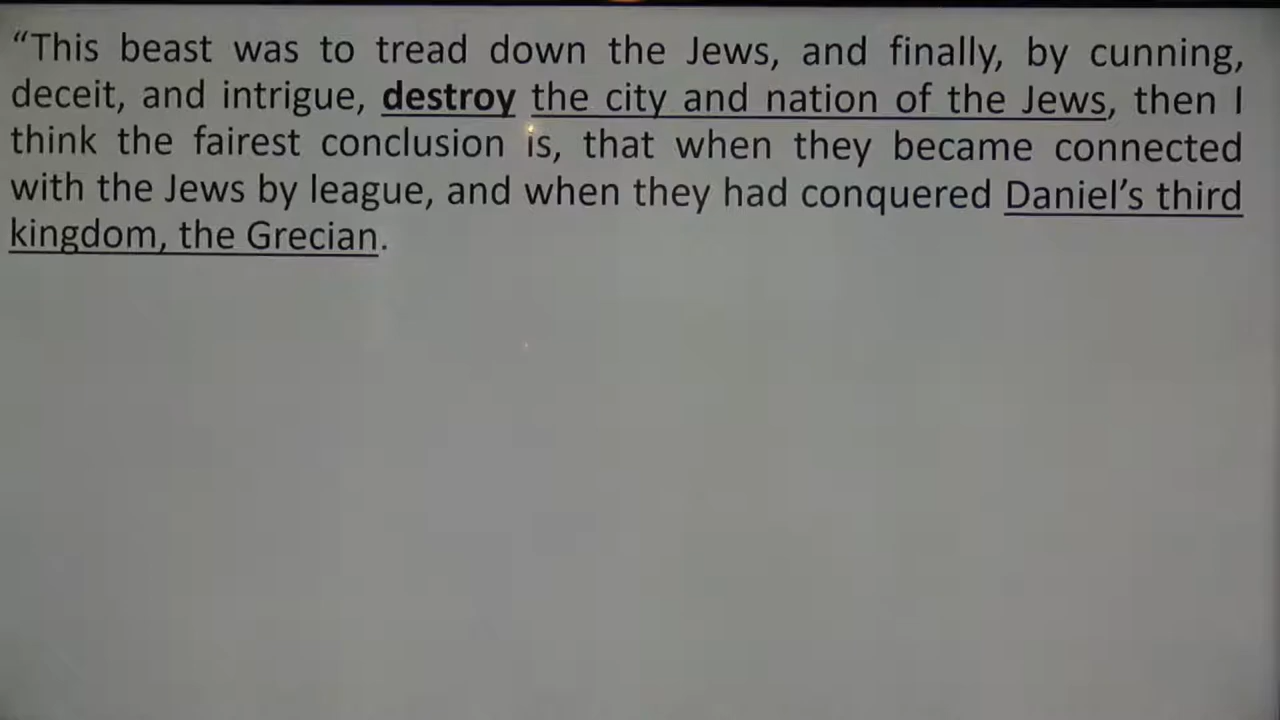 “This beast was to tread down the Jews, and finally, by cunning,
deceit, and intrigue, destroy the city and nation of the Jews, then I
think the fairest conclusion is, that when they became connected
with the Jews by league, and when they had conquered Daniel’s third
kingdom, the Grecian.